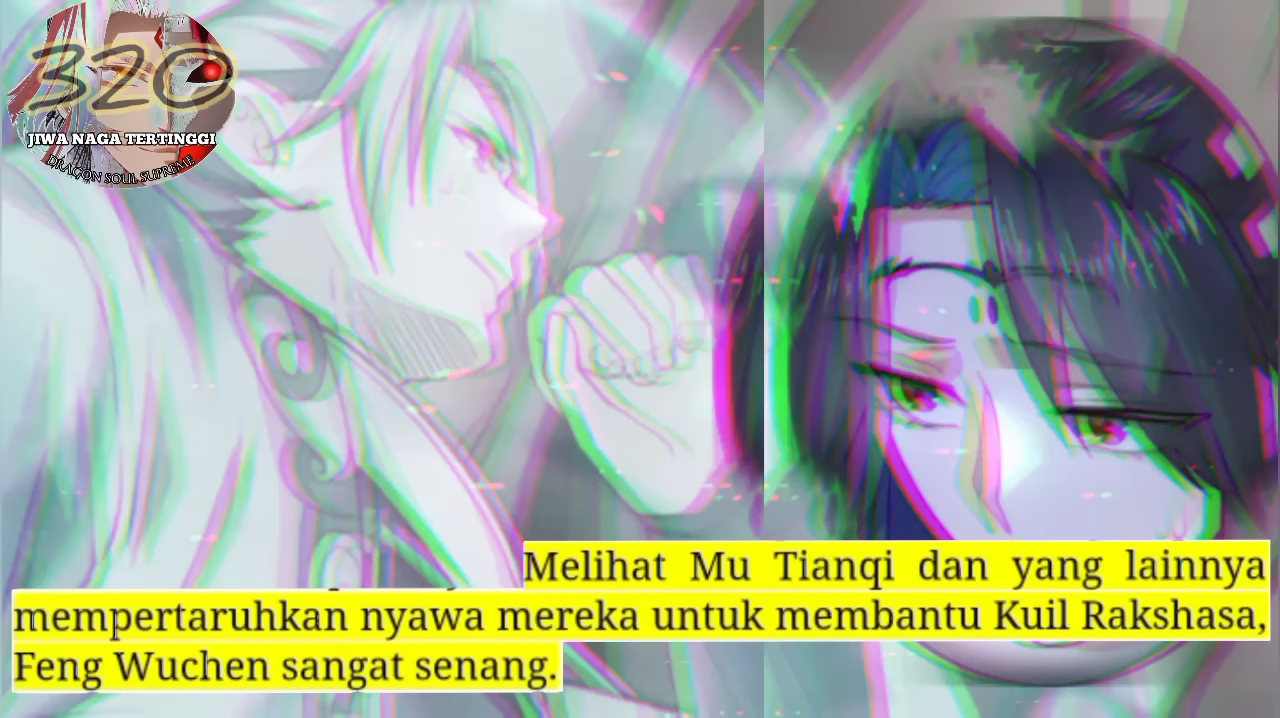 320
JIWA NAGA TERTINGGI
DRAGON SOUL SUPREME
Melihat Mu Tianqi dan yang lainnya
mempertaruhkan nyawa mereka untuk membantu Kuil Rakshasa,
Feng Wuchen sangat senang.